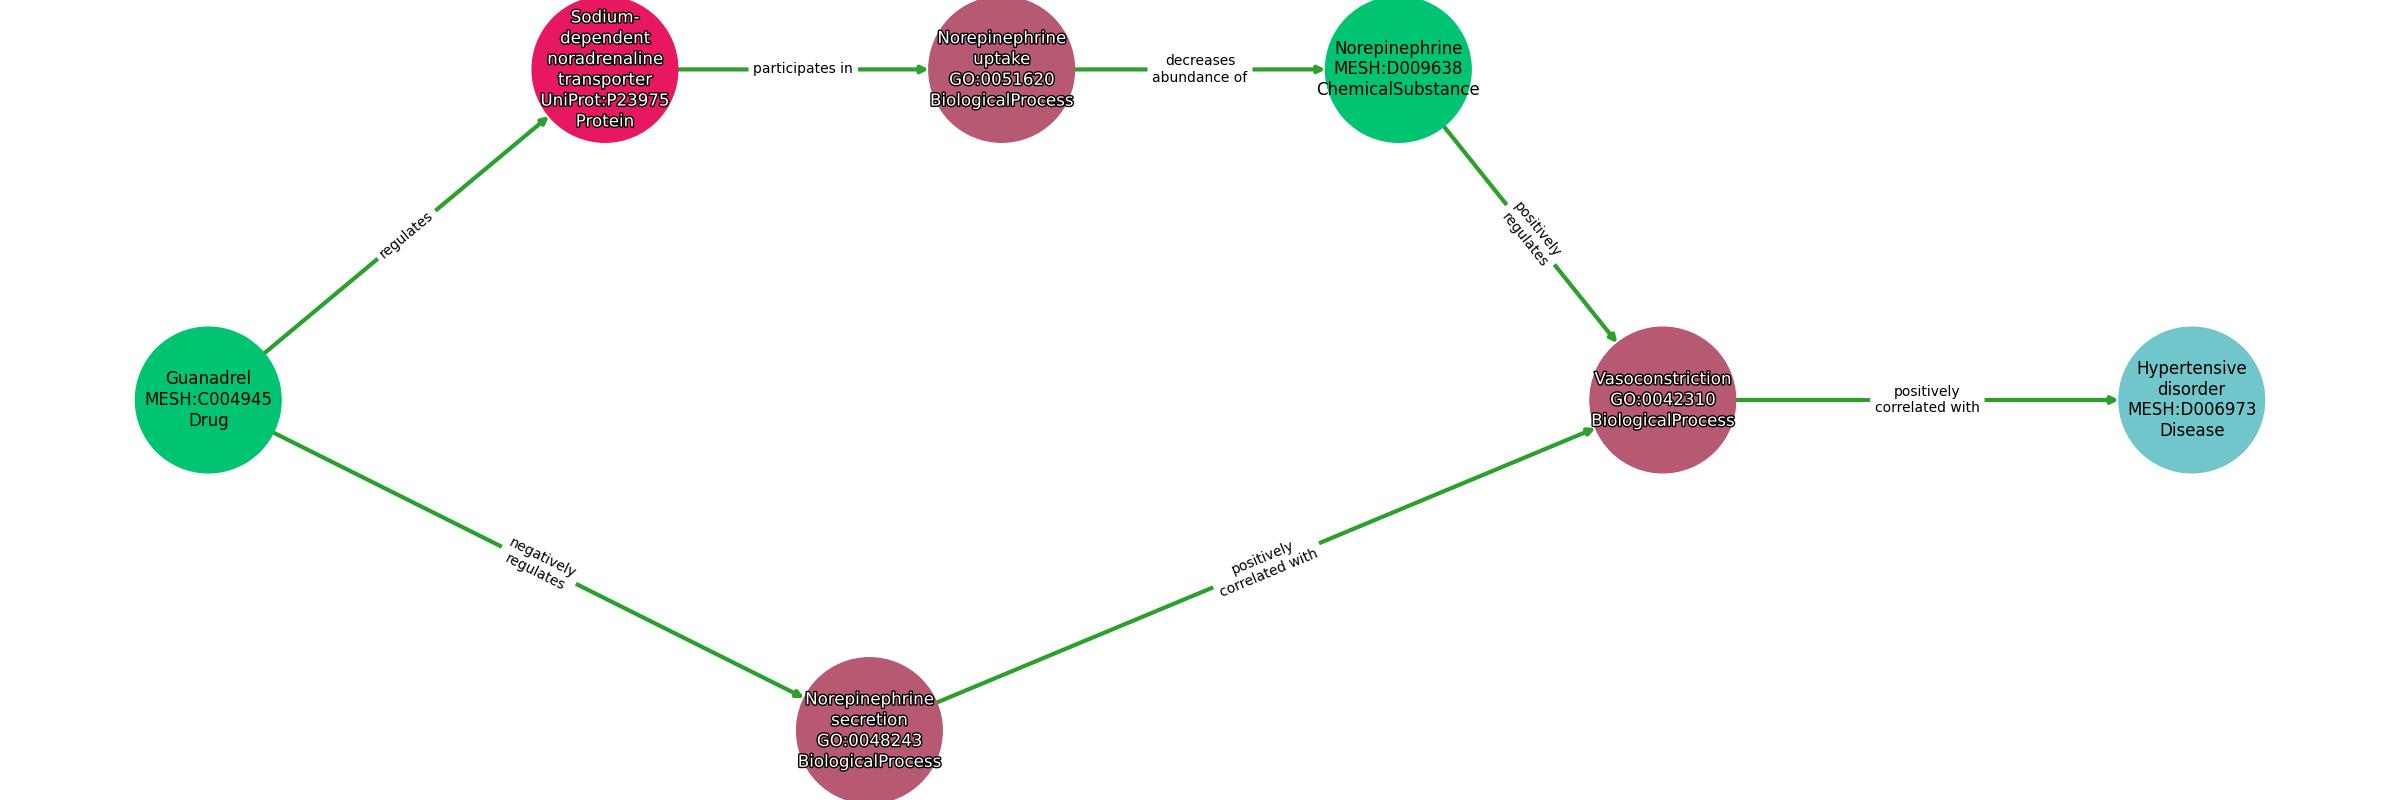 Sodium-
dependent
noradrenaline
transporter
UniProt:P23975
Protein
participates in
Norepinephrine
uptake
GO:0051620
BiologicalProcess
decreases
abundance of
Norepinephrine
MESH:D009638
ChemicalSubstance
regulates
positively
regulates
Guanadrel
MESH:C004945
Drug
Vasoconstriction
GO:0042310
BiologicalProcess
positively
correlated with
Hypertensive
disorder
MESH:D006973
Disease
negatively
regulates
positively
correlated with
Norepinephrine
secretion
GO:0048243
BiologicalProcess